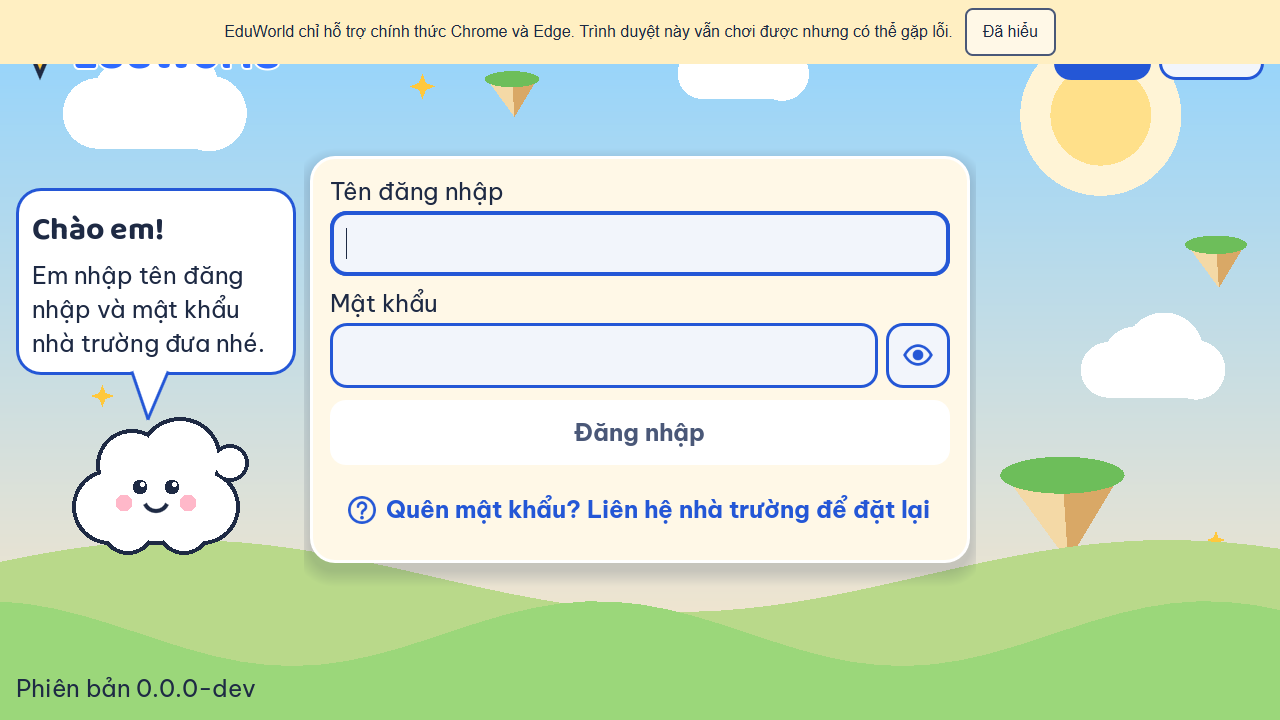 EduWorld chỉ hỗ trợ chính thức Chrome và Edge. Trình duyệt này vẫn chơi được nhưng có thể gặp lỗi.
Đã hiểu
Tên đăng nhập
Chào em!
Em nhập tên đăng
nhập và mật khẩu
nhà trường đưa nhé.
Mật khẩu
Đăng nhập
Quên mật khẩu? Liên hệ nhà trường để đặt lại
Phiên bản 0.0.0-dev